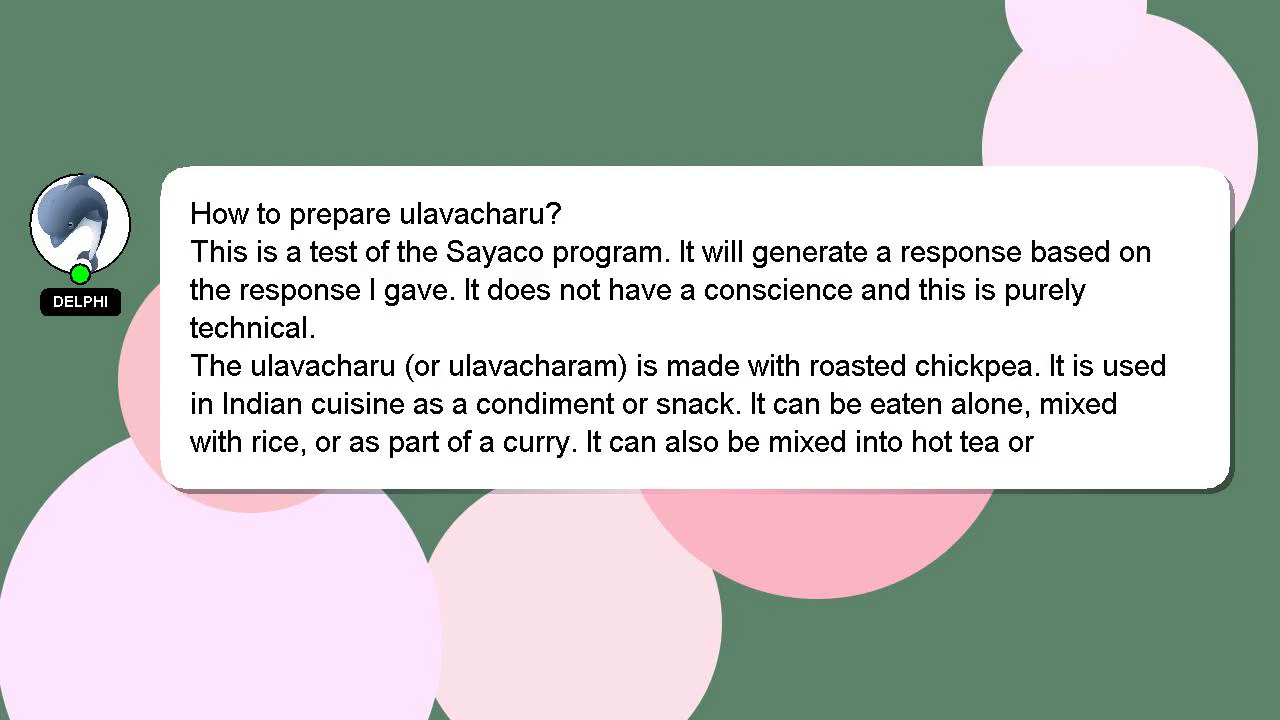 DELPHI
How to prepare ulavacharu?
This is a test of the Sayaco program. It will generate a response based on
the response I gave. It does not have a conscience and this is purely
technical.
The ulavacharu (or ulavacharam) is made with roasted chickpea. It is used
in Indian cuisine as a condiment or snack. It can be eaten alone, mixed
with rice, or as part of a curry. It can also be mixed into hot tea or